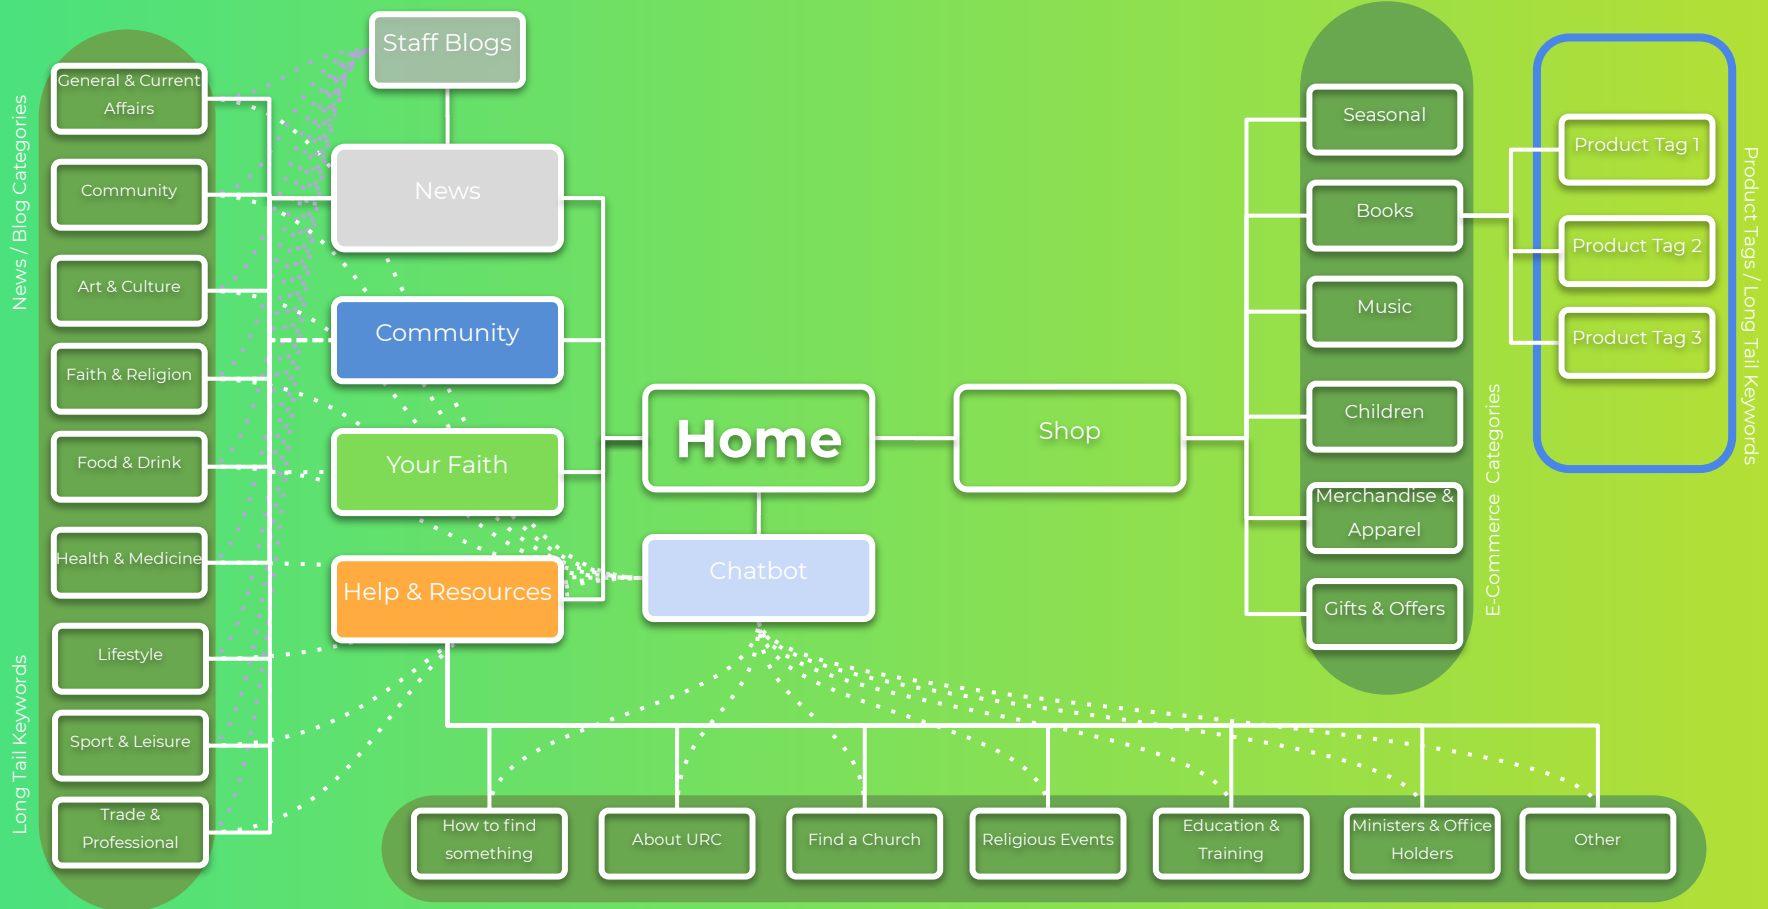 News / Blog Categories
Long Tail Keywords
General & Current
Affairs
Community
Art & Culture
Faith & Religion
Food & Drink
Health & Medicine
Lifestyle
Sport & Leisure
Trade &
Professional
Staff Blogs
News
Community
Your Faith
Help & Resources
Home
Chatbot
Shop
Seasonal
Books
Music
Children
Merchandise &
Apparel
Gifts & Offers
E-Commerce Categories
Product Tag 1
Product Tag 2
Product Tag 3
Product Tags / Long Tail Keywords
How to find
something
About URC
Find a Church
Religious Events
Education &
Training
Ministers & Office
Holders
Other